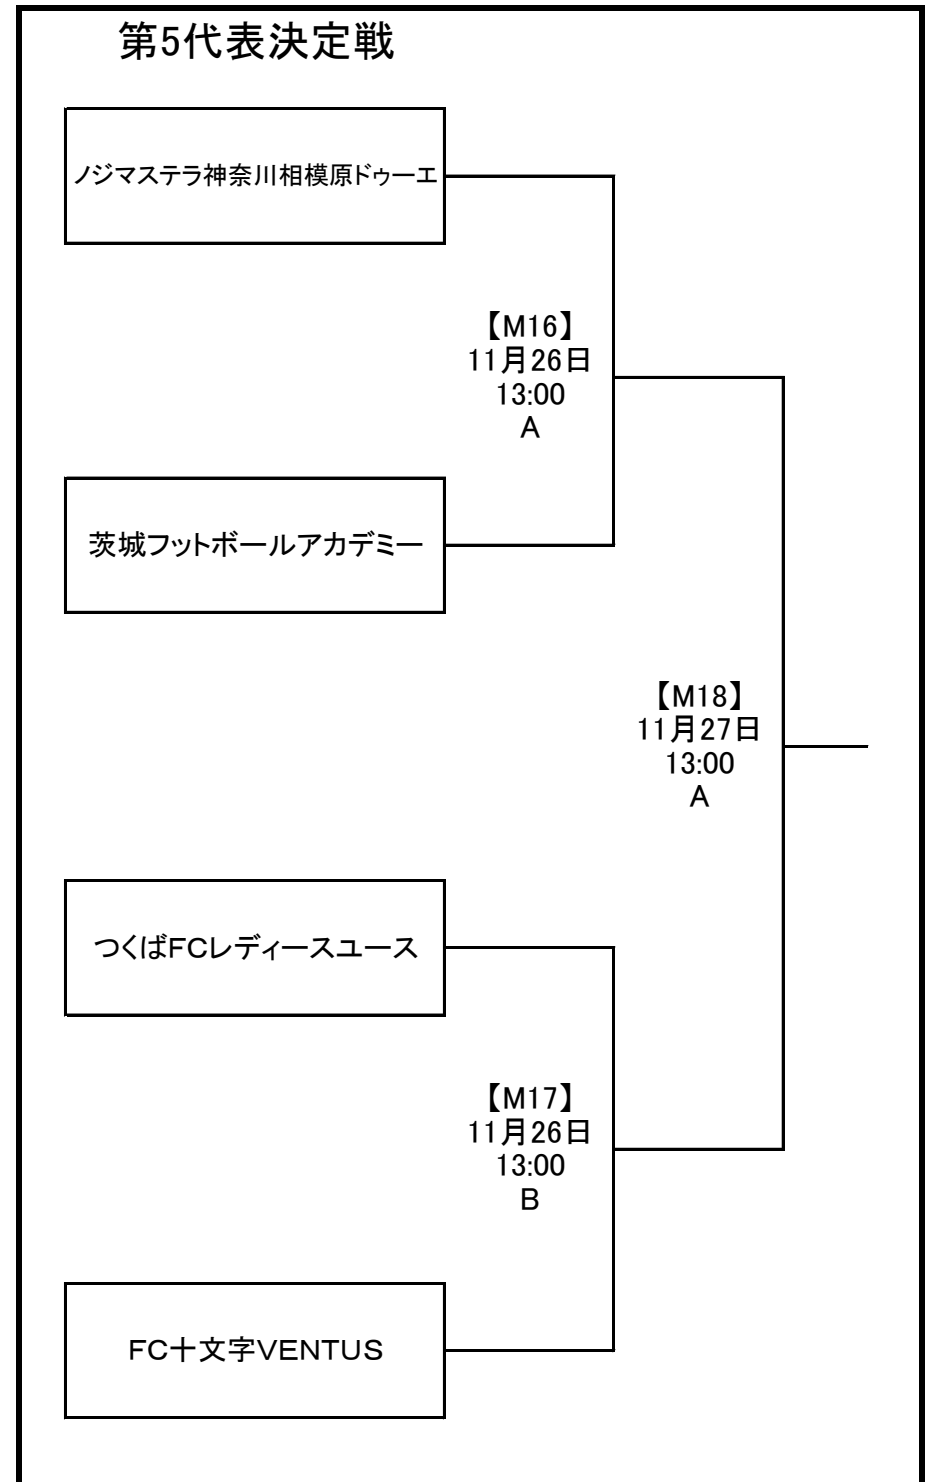 第5代表決定戦
ノジマステラ神奈川相模原ドゥーエ
【M16】
11月26日
13:00
A
茨城フットボールアカデミー
【M18】
11月27日
13:00
A
つくばFCレディースユース
【M17】
11月26日
13:00
B
FC十文字VENTUS